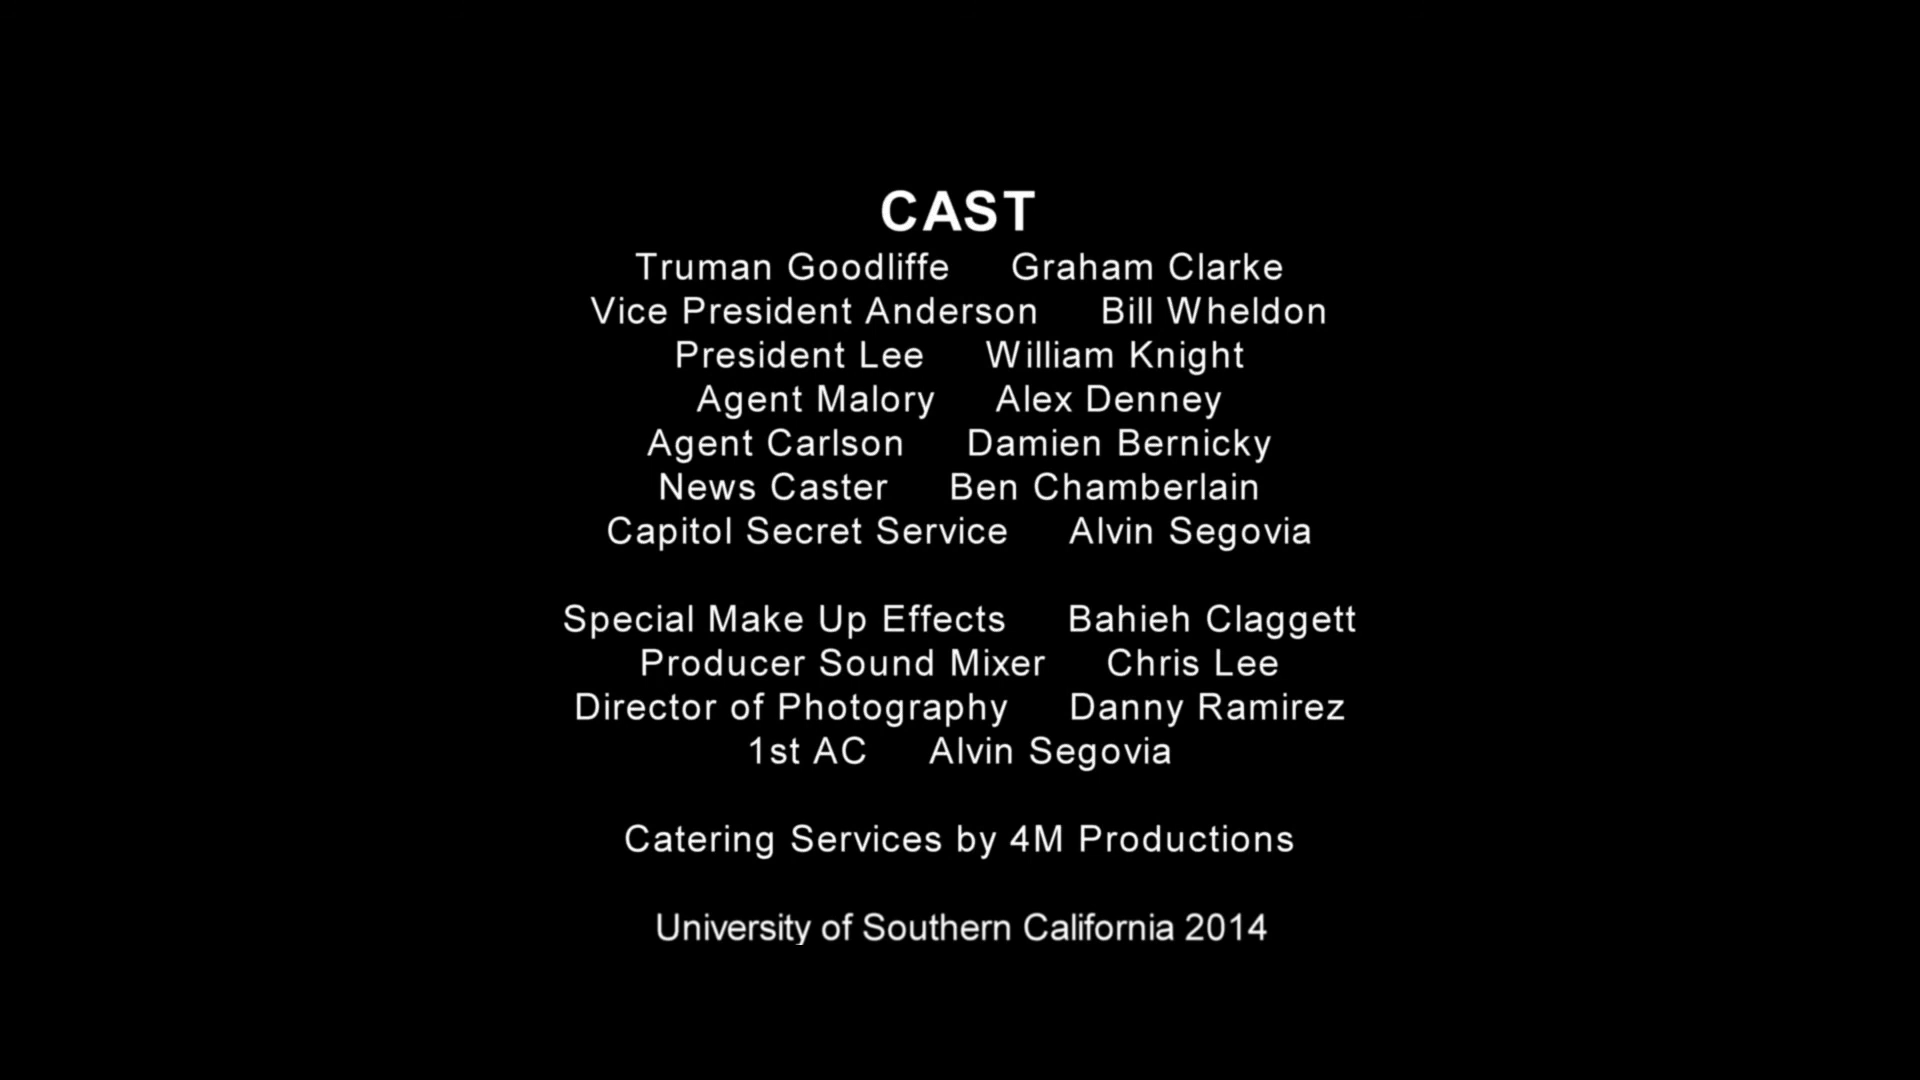 CAST
Truman Goodliffe Graham Clarke
Vice President Anderson Bill Wheldon
President Lee William Knight
Agent Malory Alex Denney
Agent Carlson Damien Bernicky
News Caster Ben Chamberlain
Capitol Secret Service Alvin Segovia
Special Make Up Effects Bahieh Claggett
Producer Sound Mixer Chris Lee
Director of Photography Danny Ramirez
1st AC Alvin Segovia
Catering Services by 4M Productions
University of Southern California 2014